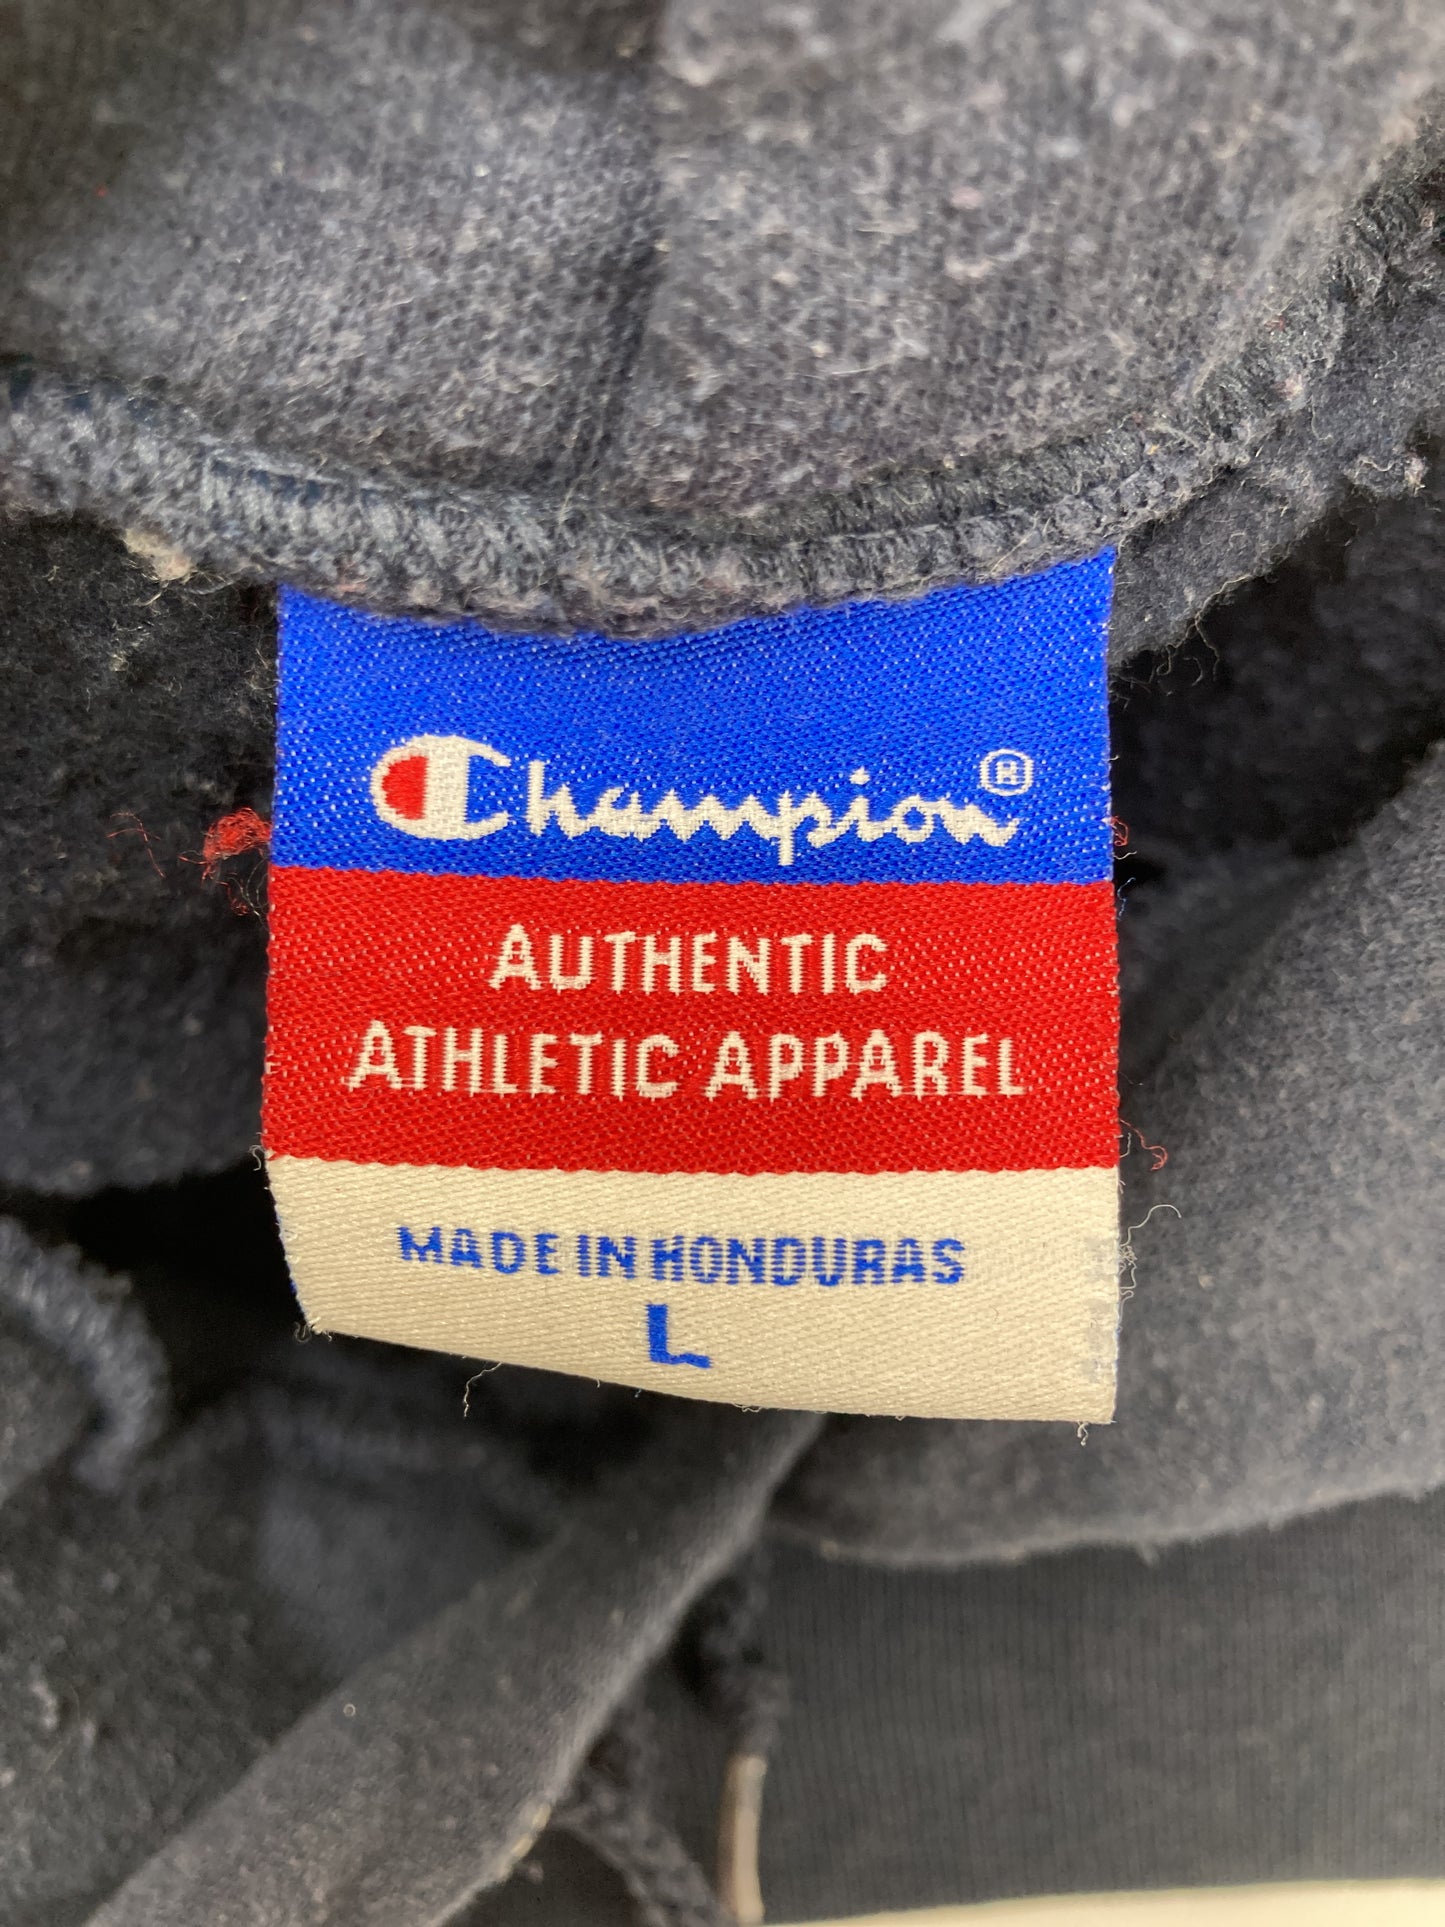 Champion®
AUTHENTIC
ATHLETIC APPAREL
MADE IN HONDURAS
L